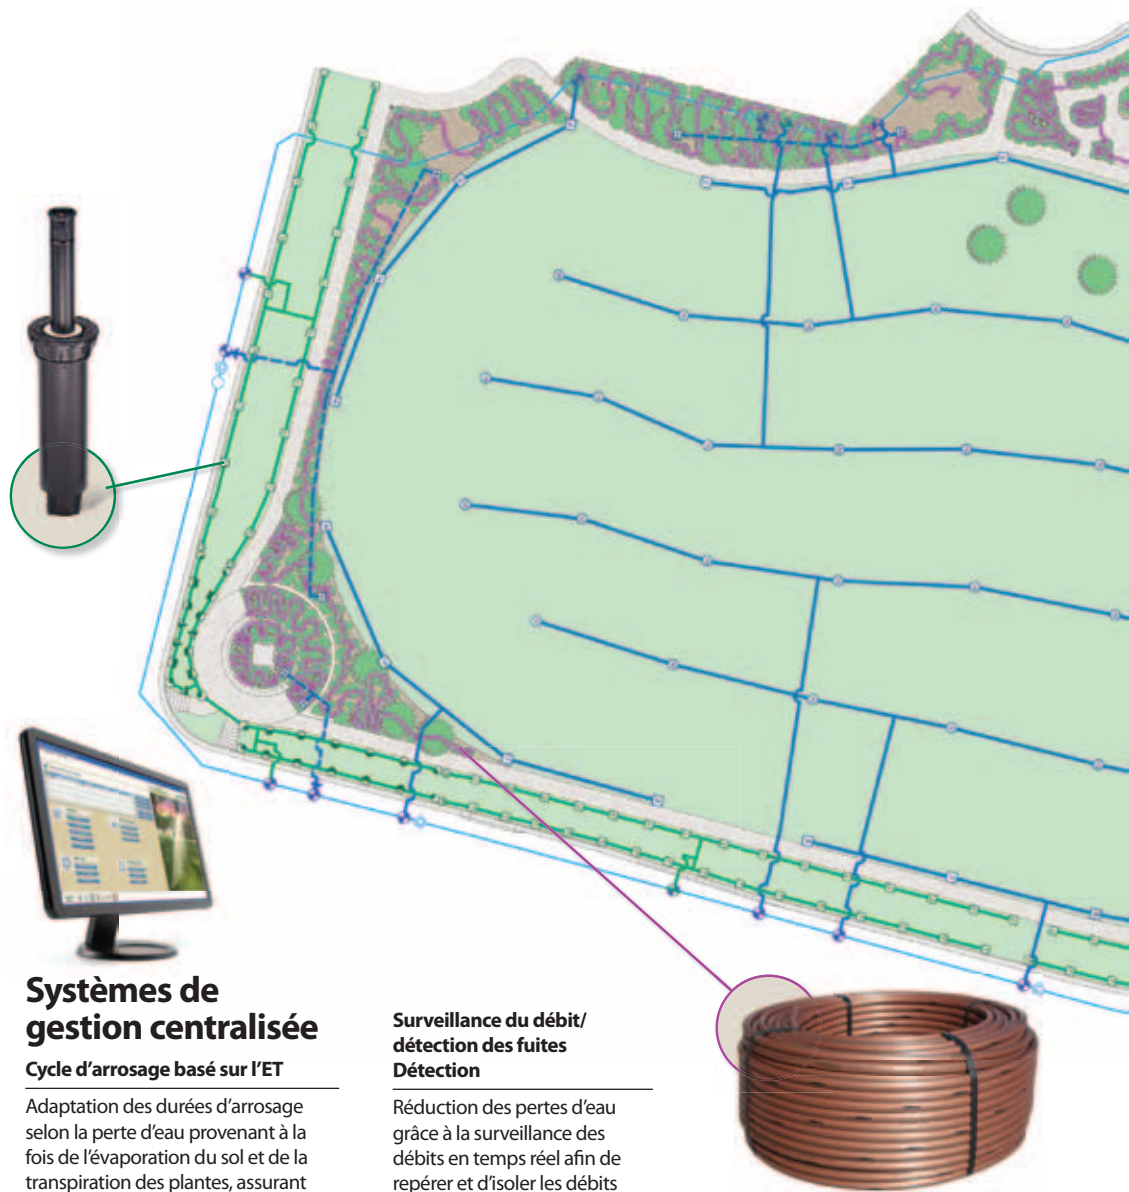 Systèmes de
gestion centralisée
Cycle d'arrosage basé sur l'ET
Adaptation des durées d'arrosage
selon la perte d'eau provenant à la
fois de l'évaporation du sol et de la
transpiration des plantes, assurant
Surveillance du débit/
détection des fuites
Détection
Réduction des pertes d'eau
grâce à la surveillance des
débits en temps réel afin de
repérer et d'isoler les débits